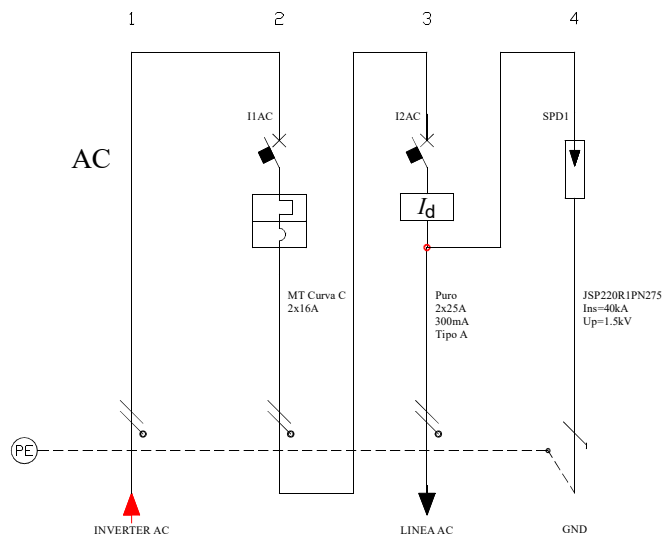 1
2
3
4
I1AC
I2AC
SPD1
AC
Id
MT Curva C
2x16A
Puro
2x25A
300mA
Tipo A
JSP220R1PN275
Ins=40kA
Up=1.5kV
1
PE
INVERTER AC
LINEA AC
GND